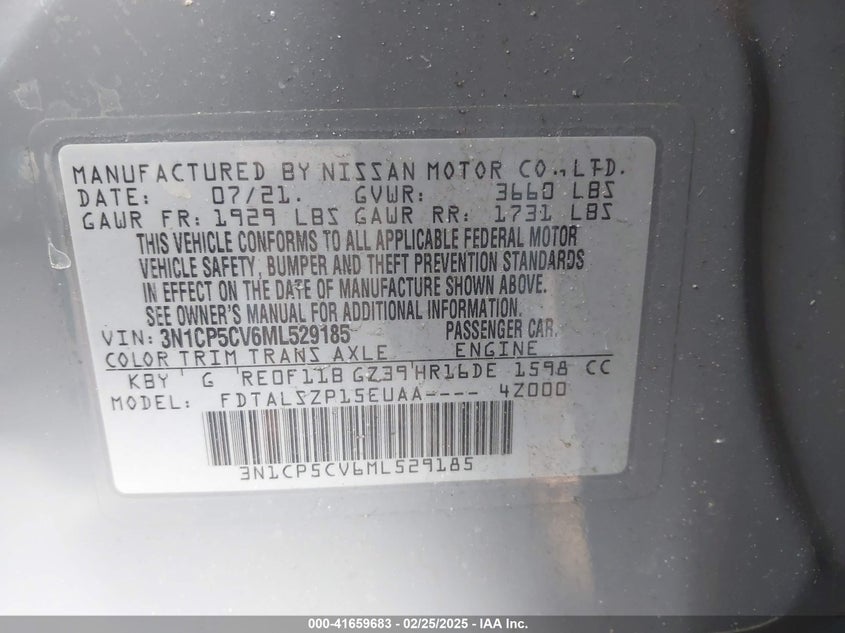 MANUFACTURED BY NISSAN MOTOR CO., LTD.
DATE: 07/21. GVWR: 3660 LBS
GAWR FR: 1929 LBS GAWR RR: 1731 LBS
THIS VEHICLE CONFORMS TO ALL APPLICABLE FEDERAL MOTOR
VEHICLE SAFETY, BUMPER AND THEFT PREVENTION STANDARDS
IN EFFECT ON THE DATE OF MANUFACTURE SHOWN ABOVE.
SEE OWNER'S MANUAL FOR ADDITIONAL INFORMATION.
VIN: 3N1CP5CV6ML529185 PASSENGER CAR.
COLOR TRIM TRANS AXLE ENGINE
KBY G RE0F11B GZ39 HR16DE 1598 CC
MODEL: FDTALSZP15EUAA---- 4Z000
3N1CP5CV6ML529185
000-41659683 / 02/25/2025 - IAA Inc.